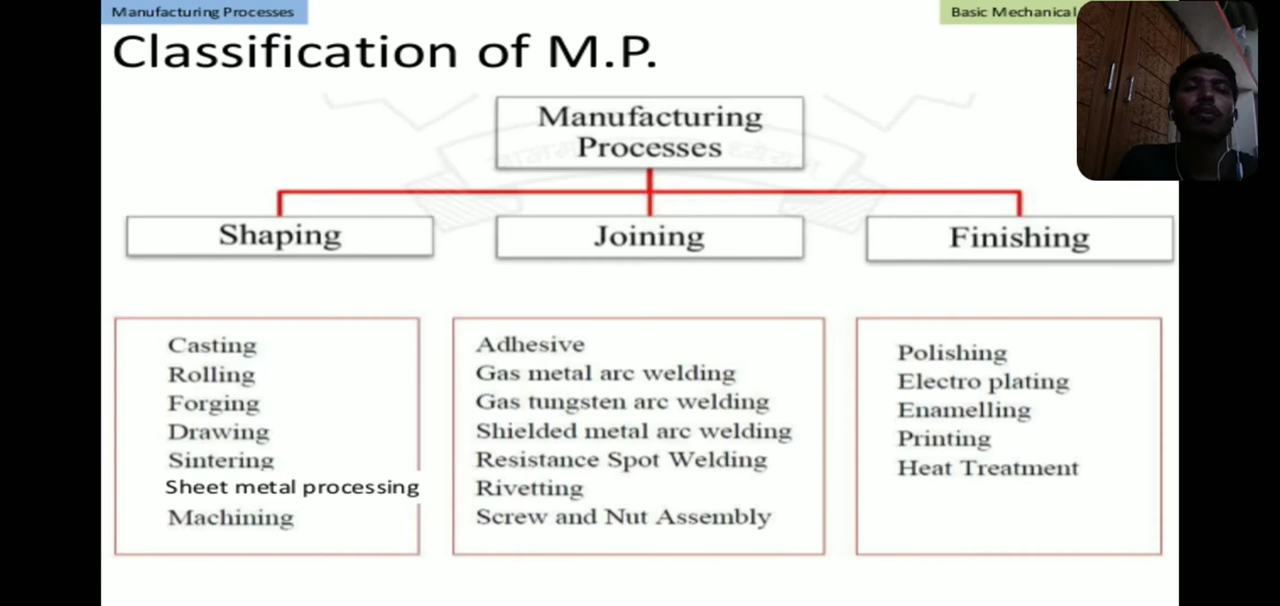 Manufacturing Processes
Basic Mechanical
Classification of M.P.
Manufacturing
Processes
Shaping
Joining
Finishing
Casting
Rolling
Forging
Drawing
Sintering
Sheet metal processing
Machining
Adhesive
Gas metal arc welding
Gas tungsten arc welding
Shielded metal arc welding
Resistance Spot Welding
Rivetting
Screw and Nut Assembly
Polishing
Electro plating
Enamelling
Printing
Heat Treatment